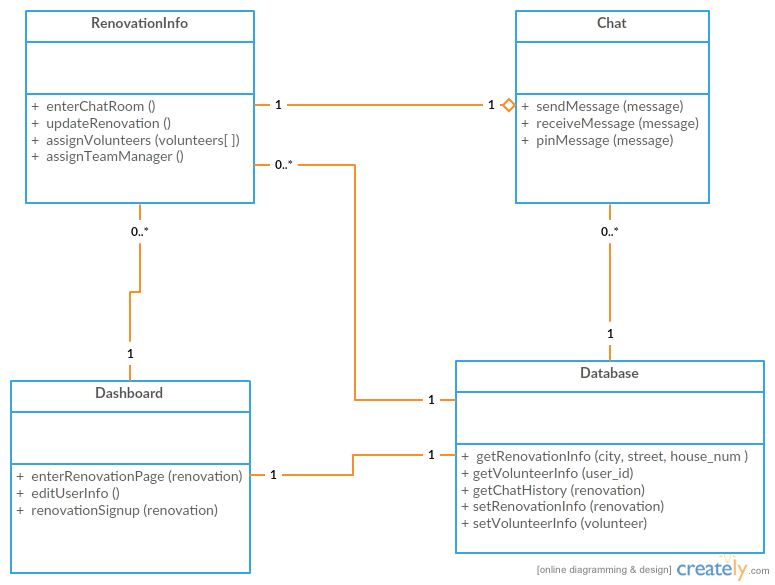 RenovationInfo
+ enterChatRoom ()
+ updateRenovation ()
+ assignVolunteers (volunteers[ ])
+ assignTeamManager ()
Chat
+ sendMessage (message)
+ receiveMessage (message)
+ pinMessage (message)
1
1
0..*
0..*
0..*
1
1
Dashboard
+ enterRenovationPage (renovation)
+ editUserInfo ()
+ renovationSignup (renovation)
1
1
1
Database
+ getRenovationInfo (city, street, house_num )
+ getVolunteerInfo (user_id)
+ getChatHistory (renovation)
+ setRenovationInfo (renovation)
+ setVolunteerInfo (volunteer)
[online diagramming & design] creately.com